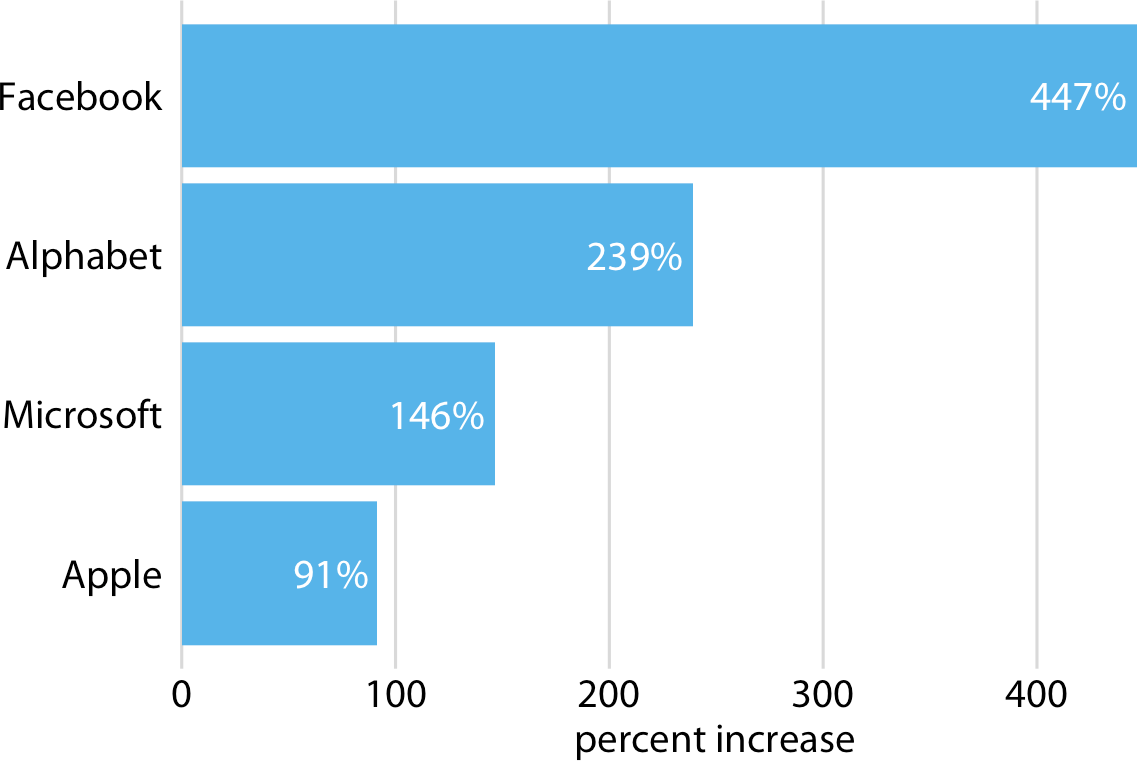 Facebook 447%
Alphabet 239%
Microsoft 146%
Apple 91%
0 100 200 300 400
percent increase